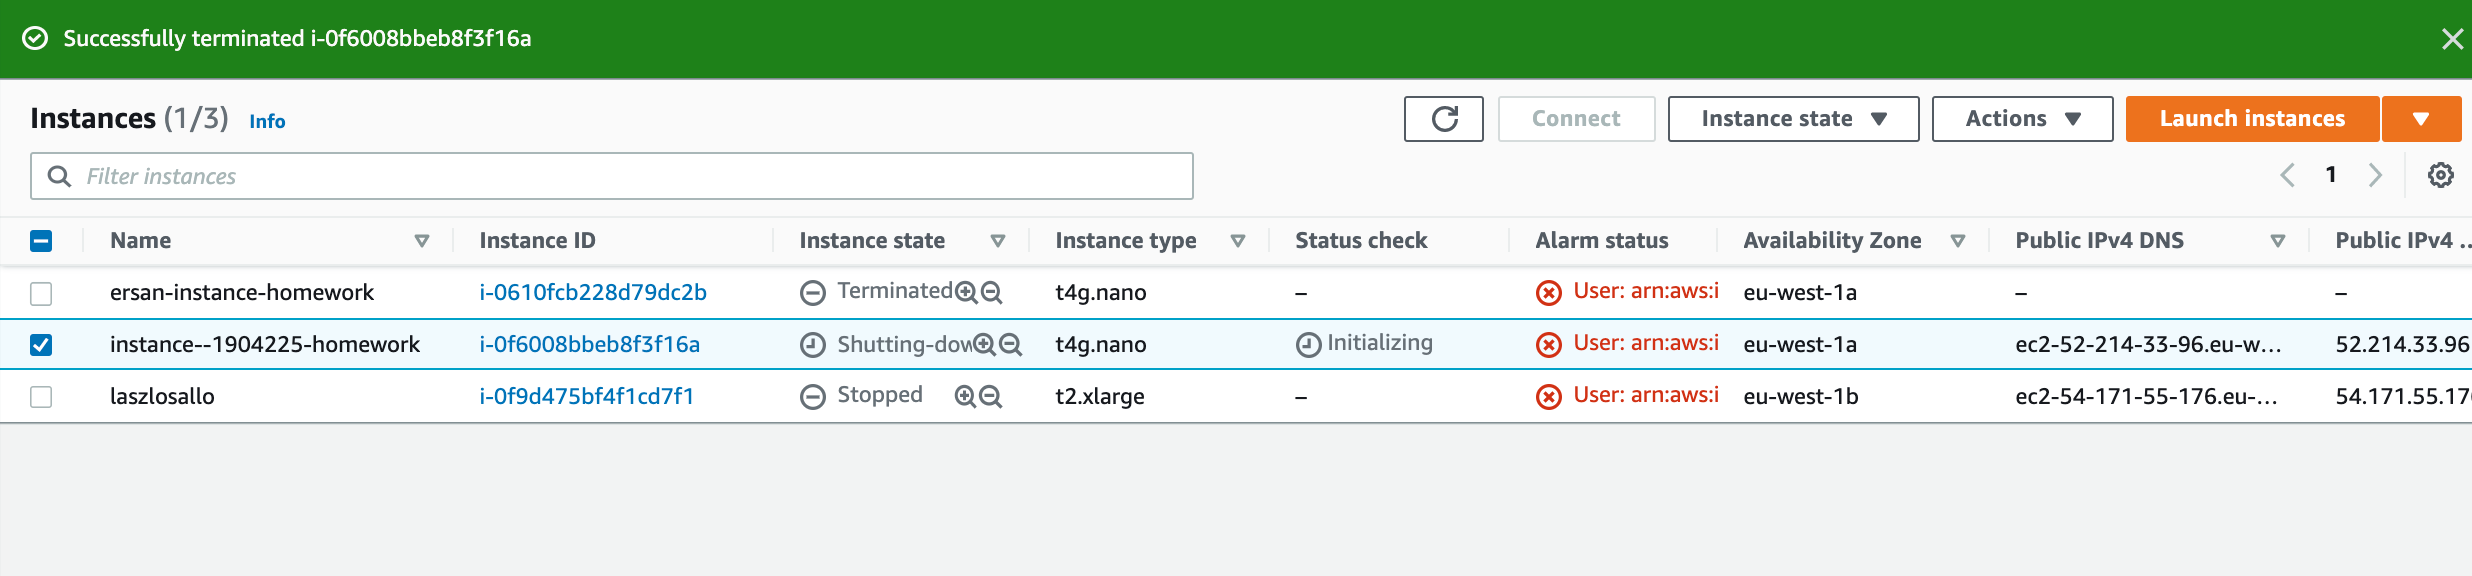 Successfully terminated i-0f6008bbeb8f3f16a
Instances (1/3) Info
Connect
Instance state
Actions
Launch instances
Filter instances
1
Name Instance ID Instance state Instance type Status check Alarm status Availability Zone Public IPv4 DNS Public IPv4 ..
ersan-instance-homework i-0610fcb228d79dc2b Terminated t4g.nano – User: arn:aws:i eu-west-1a – –
instance--1904225-homework i-0f6008bbeb8f3f16a Shutting-dow t4g.nano Initializing User: arn:aws:i eu-west-1a ec2-52-214-33-96.eu-w... 52.214.33.96
laszlosallo i-0f9d475bf4f1cd7f1 Stopped t2.xlarge – User: arn:aws:i eu-west-1b ec2-54-171-55-176.eu-... 54.171.55.17